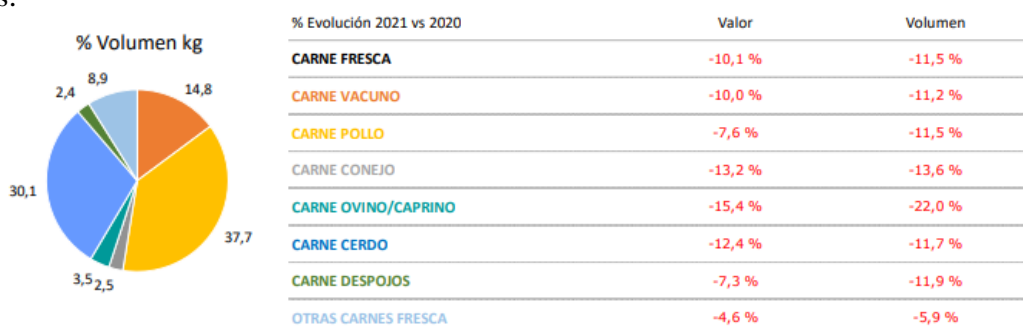 s.
% Volumen kg
8,9
2,4
14,8
30,1
37,7
3,5
2,5
% Evolución 2021 vs 2020 Valor Volumen
CARNE FRESCA -10,1 % -11,5 %
CARNE VACUNO -10,0 % -11,2 %
CARNE POLLO -7,6 % -11,5 %
CARNE CONEJO -13,2 % -13,6 %
CARNE OVINO/CAPRINO -15,4 % -22,0 %
CARNE CERDO -12,4 % -11,7 %
CARNE DESPOJOS -7,3 % -11,9 %
OTRAS CARNES FRESCA -4,6 % -5,9 %